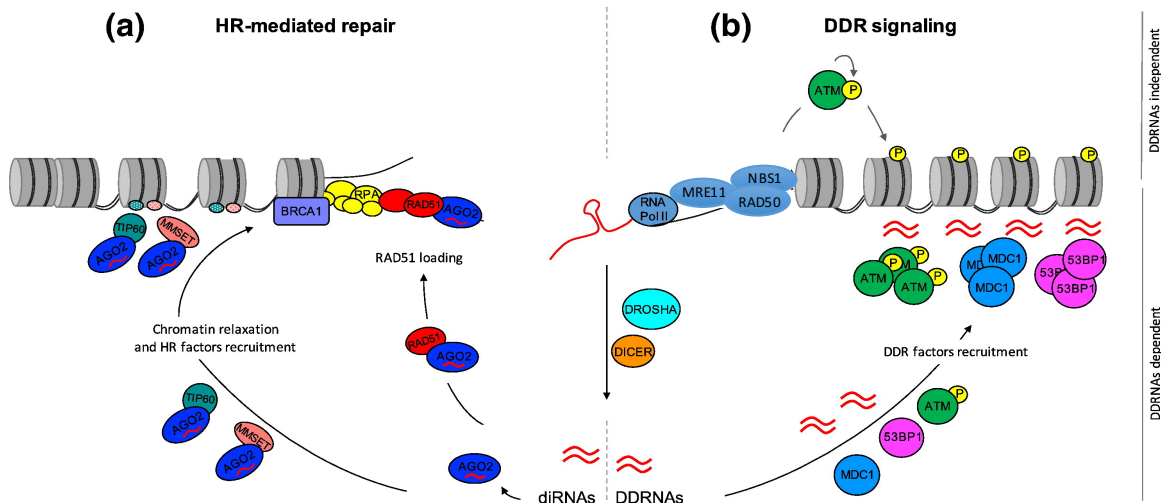 (a)
HR-mediated repair
(b)
DDR signaling
DDRNAs independent
DDRNAs dependent
ATM
P
P
P
P
P
NBS1
MRE11
RAD50
RNA
Pol II
BRCA1
RPA
RAD51
AGO2
TIP60
MMSET
AGO2
AGO2
RAD51 loading
Chromatin relaxation
and HR factors recruitment
RAD51
AGO2
TIP60
AGO2
MMSET
AGO2
AGO2
diRNAs
DDRNAs
DROSHA
DICER
P
P
P
ATM
ATM
MDC1
MDC1
53BP1
53BP1
DDR factors recruitment
P
ATM
53BP1
MDC1